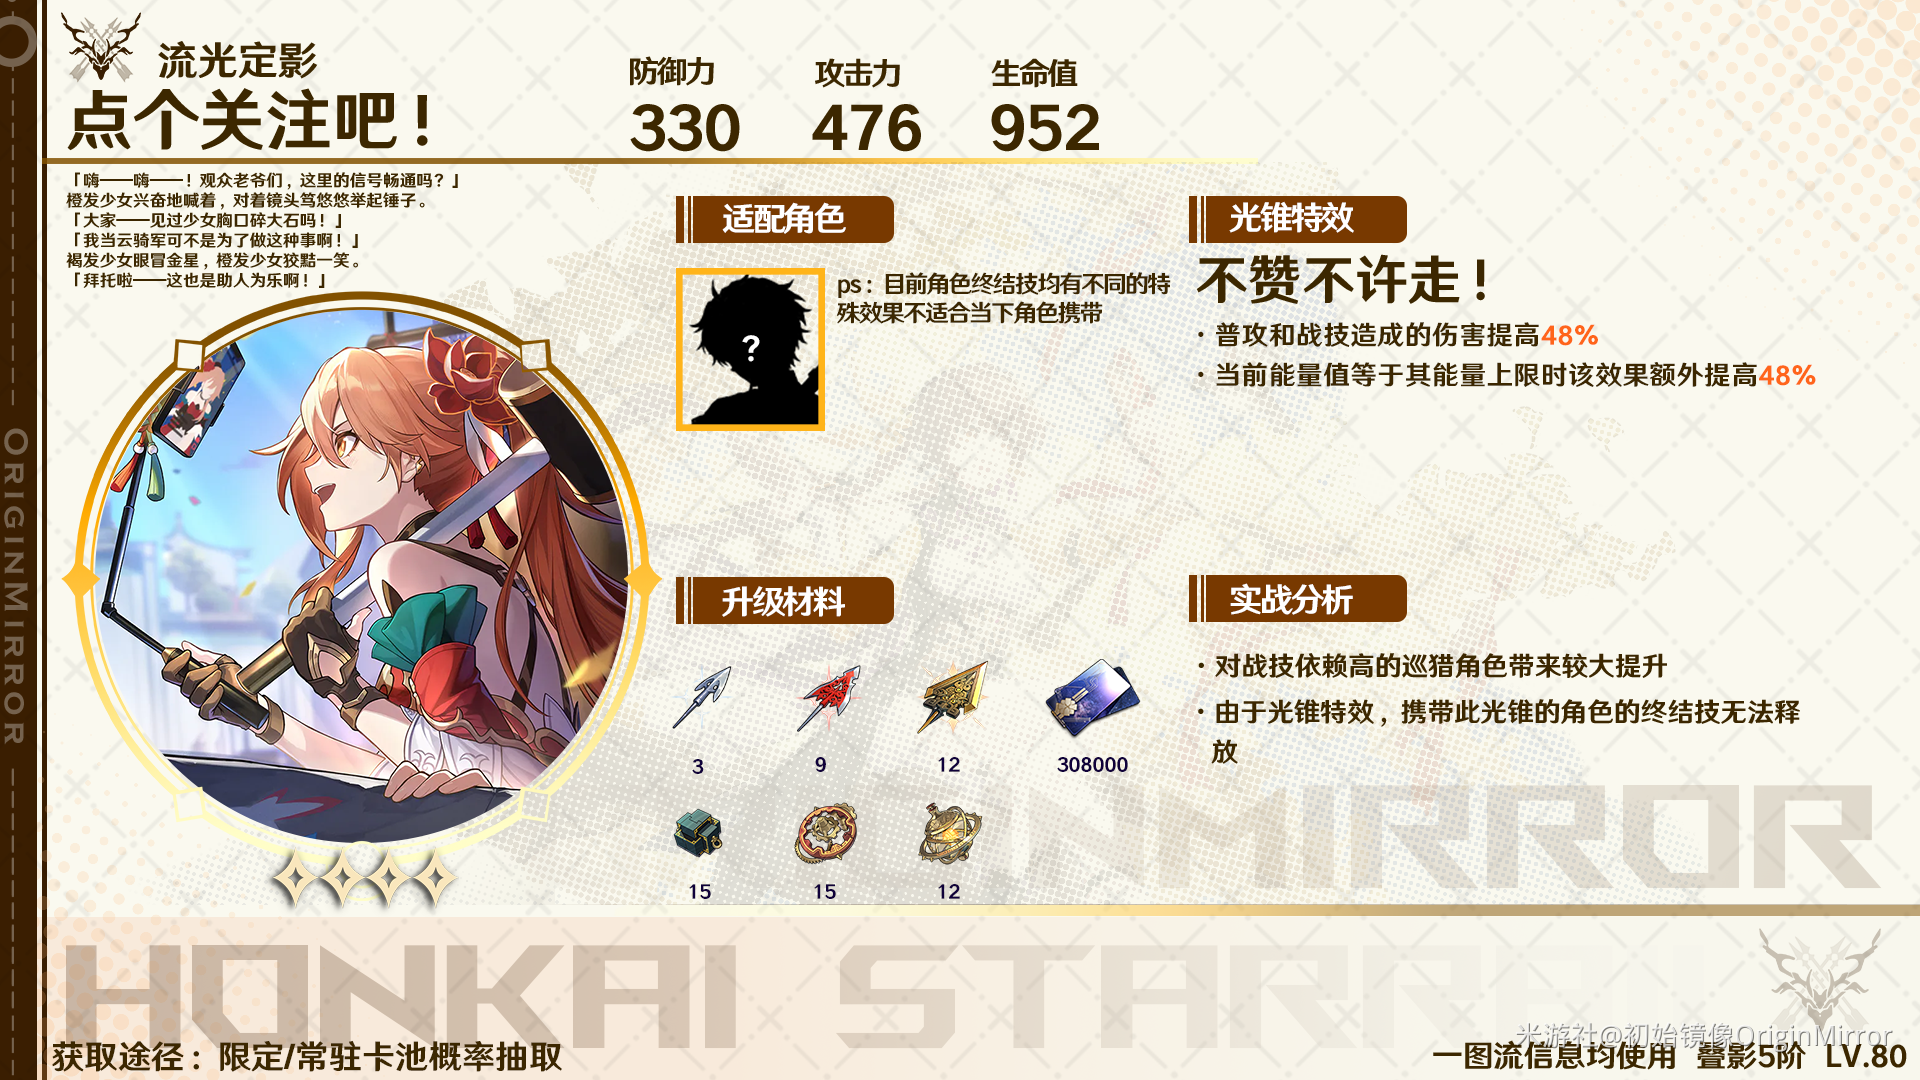 流光定影
点个关注吧！
防御力
330
攻击力
476
生命值
952
「嗨——嗨——！观众老爷们，这里的信号畅通吗？」
橙发少女兴奋地喊着，对着镜头笃悠悠举起锤子。
「大家——见过少女胸口碎大石吗！」
「我当云骑军可不是为了做这种事啊！」
褐发少女眼冒金星，橙发少女狡黠一笑。
「拜托啦——这也是助人为乐啊！」
适配角色
?
ps：目前角色终结技均有不同的特
殊效果不适合当下角色携带
光锥特效
不赞不许走！
· 普攻和战技造成的伤害提高48%
· 当前能量值等于其能量上限时该效果额外提高48%
升级材料
3
9
12
308000
15
15
12
实战分析
· 对战技依赖高的巡猎角色带来较大提升
· 由于光锥特效，携带此光锥的角色的终结技无法释
放
ORIGINMIRROR
HONKAI STARRAIL
米游社@初始镜像OriginMirror
获取途径：限定/常驻卡池概率抽取
一图流信息均使用 叠影5阶 LV.80